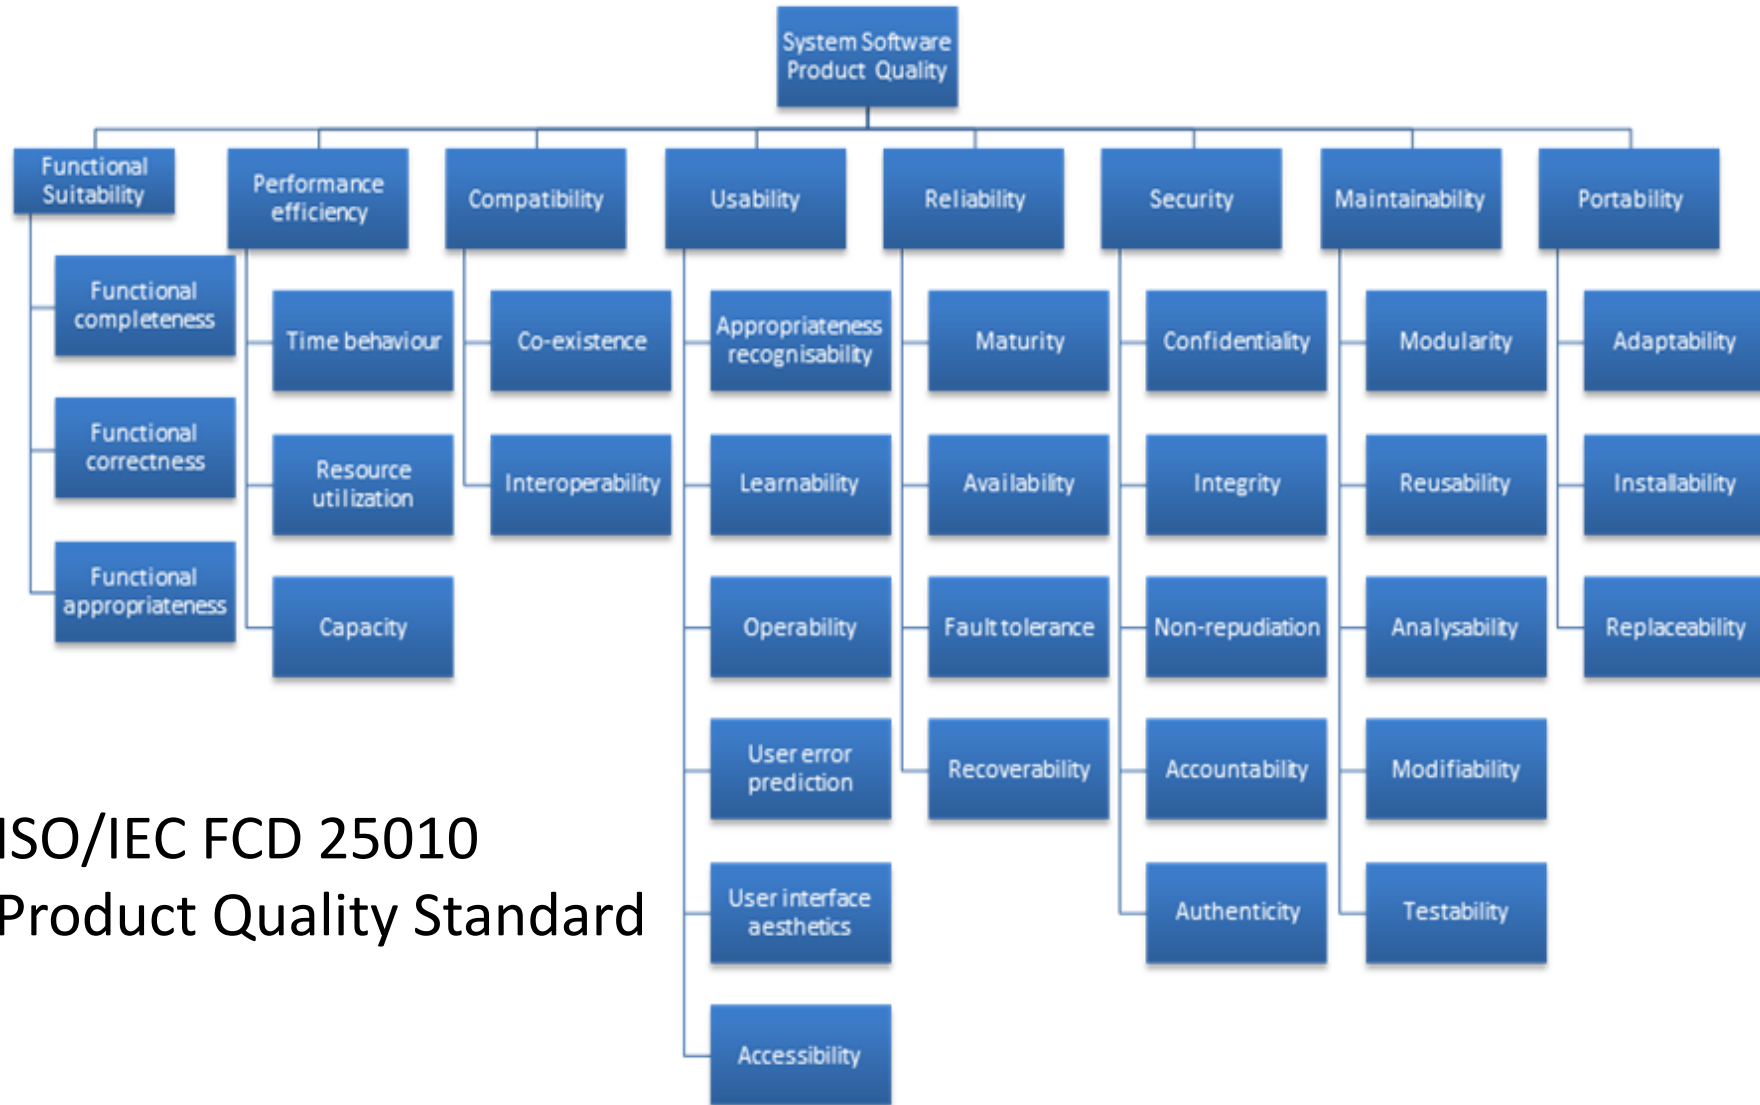 System Software
Product Quality
Functional
Suitability
Performance
efficiency
Compatibility
Usability
Reliability
Security
Maintainability
Portability
Functional
completeness
Functional
correctness
Functional
appropriateness
Time behaviour
Resource
utilization
Capacity
Co-existence
Interoperability
Appropriateness
recognisability
Learnability
Operability
User error
prediction
User interface
aesthetics
Accessibility
Maturity
Availability
Fault tolerance
Recoverability
Confidentiality
Integrity
Non-repudiation
Accountability
Authenticity
Modularity
Reusability
Analysability
Modifiability
Testability
Adaptability
Installability
Replaceability
ISO/IEC FCD 25010
Product Quality Standard